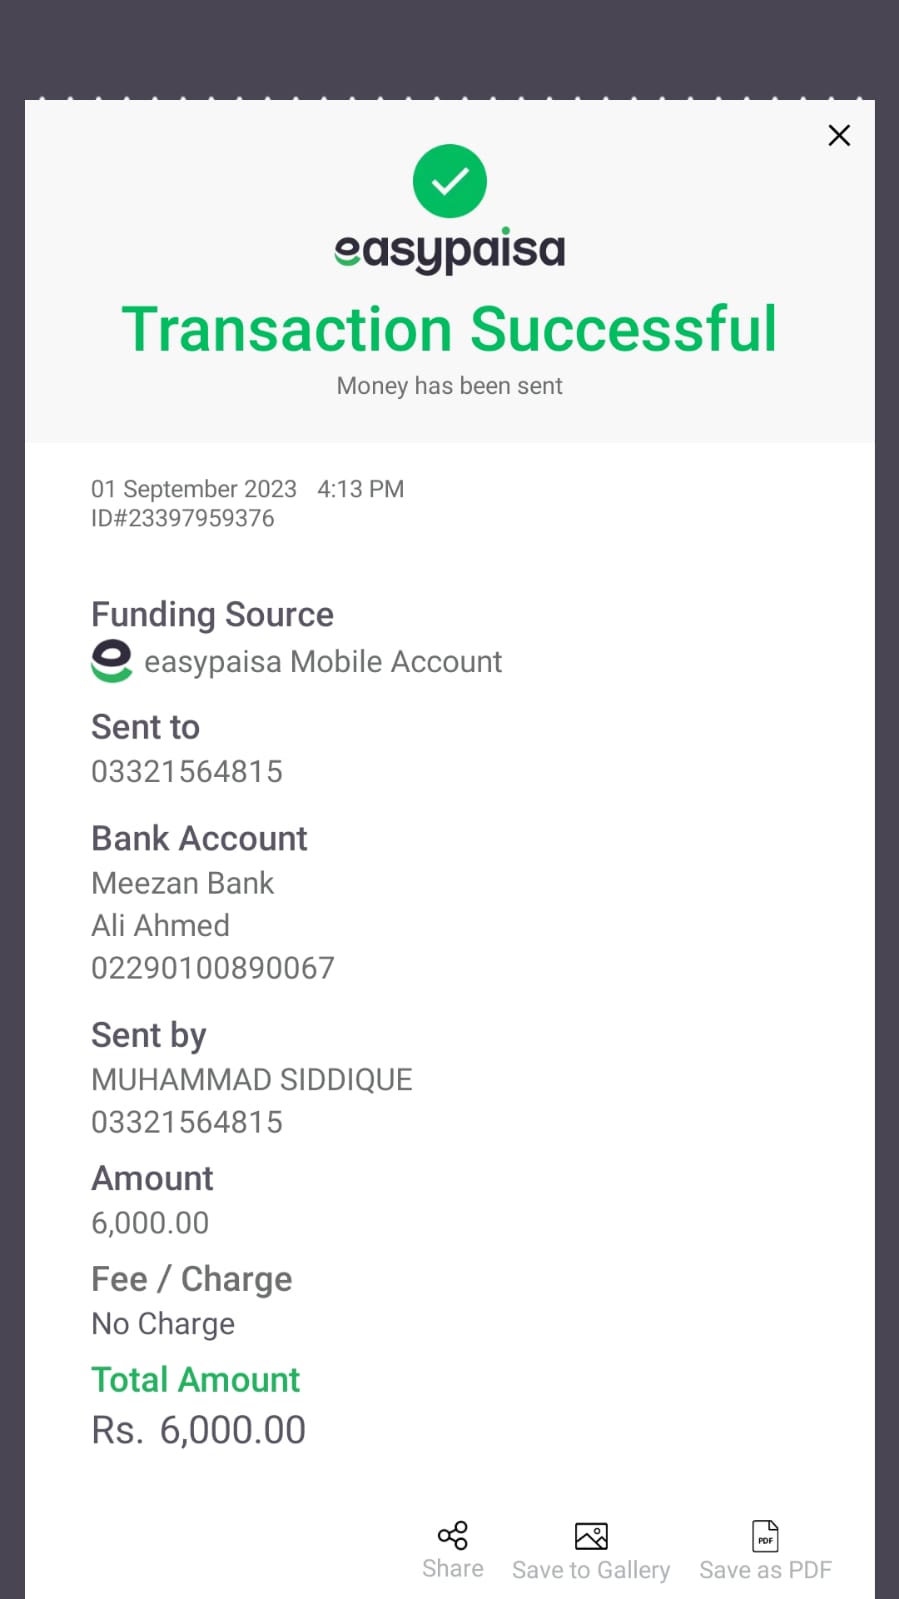 easypaisa
Transaction Successful
Money has been sent
01 September 2023 4:13 PM
ID#23397959376
Funding Source
easypaisa Mobile Account
Sent to
03321564815
Bank Account
Meezan Bank
Ali Ahmed
02290100890067
Sent by
MUHAMMAD SIDDIQUE
03321564815
Amount
6,000.00
Fee / Charge
No Charge
Total Amount
Rs. 6,000.00
PDF
Share Save to Gallery Save as PDF